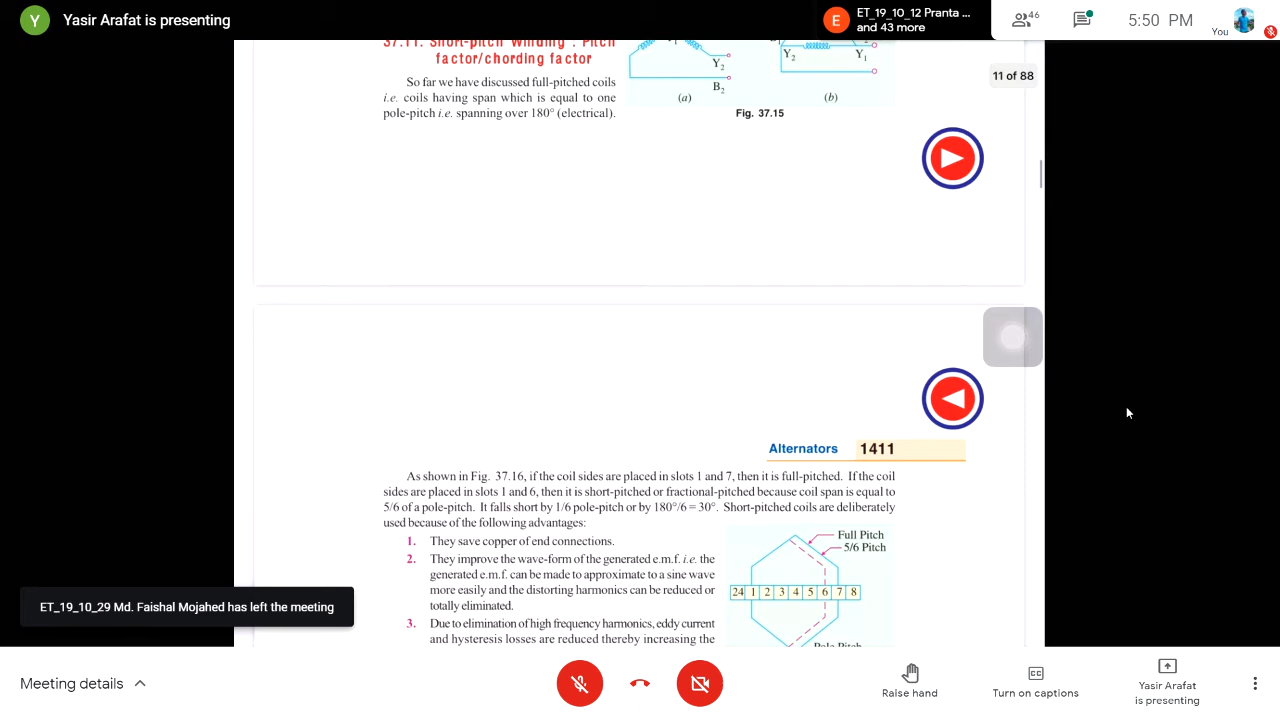 Y Yasir Arafat is presenting
E ET_19_10_12 Pranta ...
and 43 more
46
5:50 PM
You
37.11. Short-pitch Winding : Pitch
factor/chording factor
So far we have discussed full-pitched coils
i.e. coils having span which is equal to one
pole-pitch i.e. spanning over 180° (electrical).
Y2
B2
(a)
Y2 Y1
(b)
Fig. 37.15
11 of 88
Alternators 1411
As shown in Fig. 37.16, if the coil sides are placed in slots 1 and 7, then it is full-pitched. If the coil
sides are placed in slots 1 and 6, then it is short-pitched or fractional-pitched because coil span is equal to
5/6 of a pole-pitch. It falls short by 1/6 pole-pitch or by 180°/6 = 30°. Short-pitched coils are deliberately
used because of the following advantages:
1. They save copper of end connections.
2. They improve the wave-form of the generated e.m.f. i.e. the
generated e.m.f. can be made to approximate to a sine wave
more easily and the distorting harmonics can be reduced or
totally eliminated.
3. Due to elimination of high frequency harmonics, eddy current
and hysteresis losses are reduced thereby increasing the
Full Pitch
5/6 Pitch
24 1 2 3 4 5 6 7 8
Pole Pitch
ET_19_10_29 Md. Faishal Mojahed has left the meeting
Meeting details
Raise hand
CC
Turn on captions
Yasir Arafat
is presenting